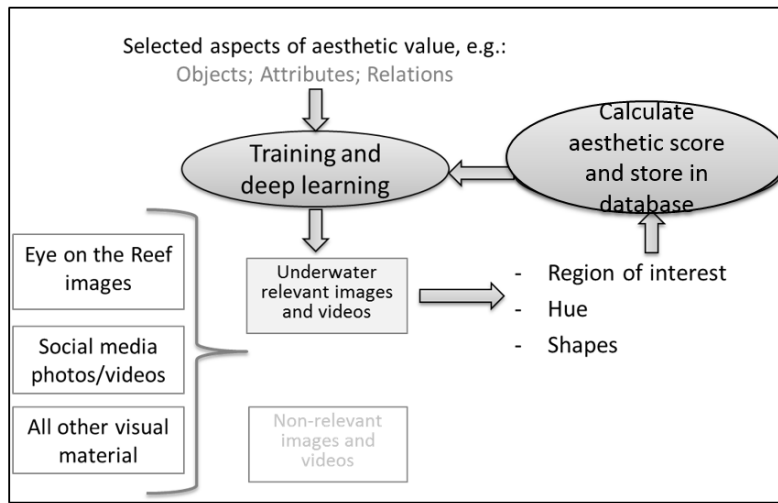 Selected aspects of aesthetic value, e.g.:
Objects; Attributes; Relations
Calculate
aesthetic score
and store in
database
Training and
deep learning
Eye on the Reef
images
Underwater
relevant images
and videos
- Region of interest
- Hue
- Shapes
Social media
photos/videos
All other visual
material
Non-relevant
images and
videos